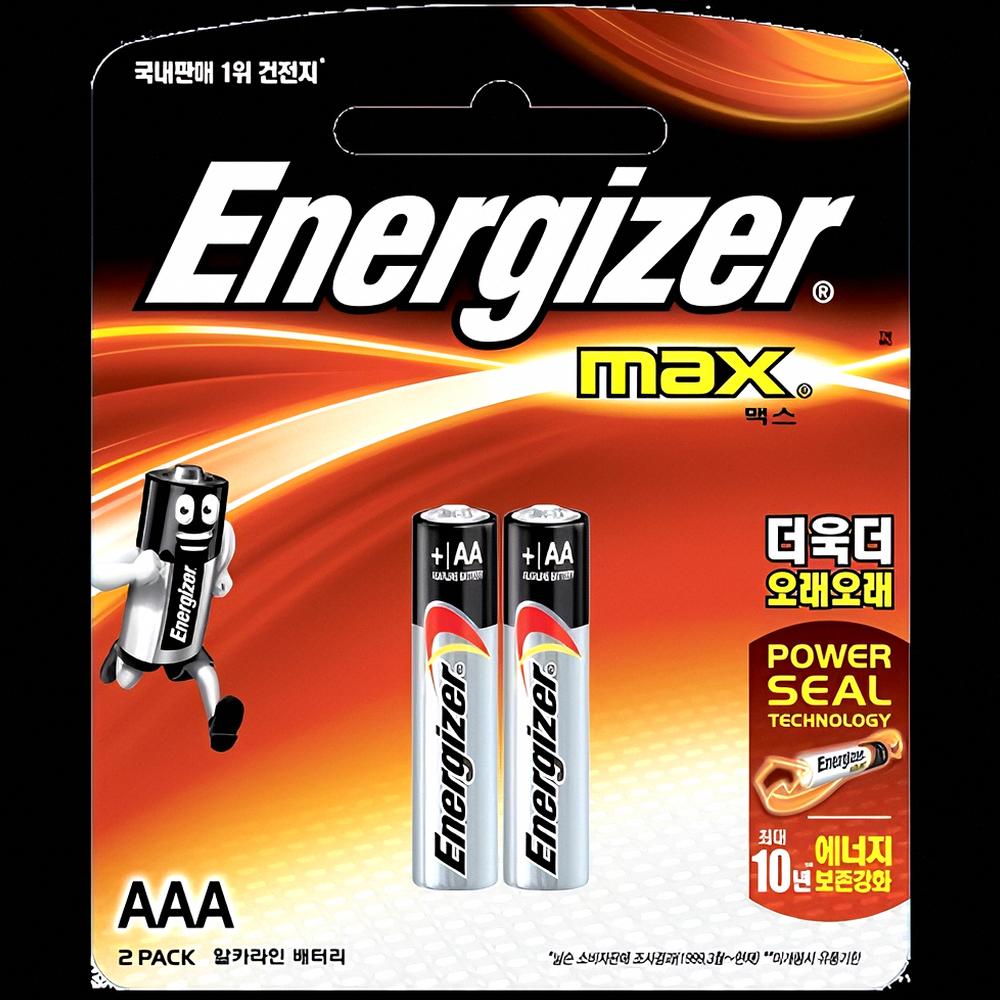 국내판매 1위 건전지*
Energizer®
max®
맥스
+|AA
+|AA
Energizer®
Energizer®
Energizer
더욱더
오래오래
POWER
SEAL
TECHNOLOGY
Energizer
최대
10년** 에너지
보존강화
AAA
2 PACK 알카라인 배터리